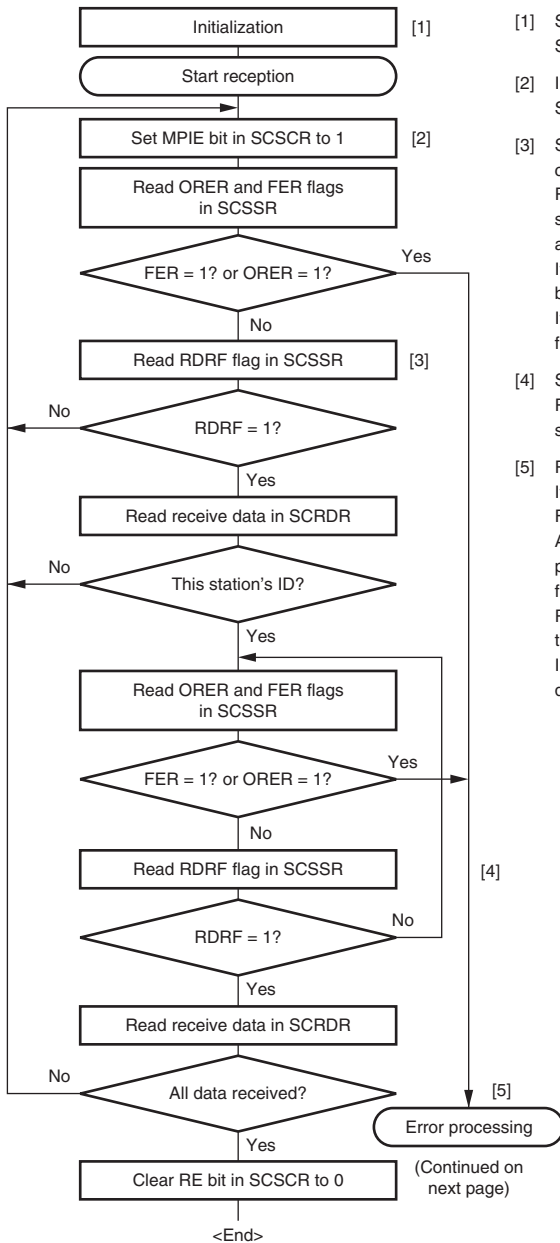 Initialization
[1]
Start reception
Set MPIE bit in SCSCR to 1
[2]
Read ORER and FER flags
in SCSSR
FER = 1? or ORER = 1?
Yes
No
Read RDRF flag in SCSSR
[3]
No
RDRF = 1?
Yes
Read receive data in SCRDR
No
This station's ID?
Yes
Read ORER and FER flags
in SCSSR
FER = 1? or ORER = 1?
Yes
No
Read RDRF flag in SCSSR
[4]
RDRF = 1?
No
Yes
Read receive data in SCRDR
No
All data received?
Yes
[5]
Error processing
(Continued on
next page)
Clear RE bit in SCSCR to 0
<End>
[1]
[2]
[3]
[4]
[5]